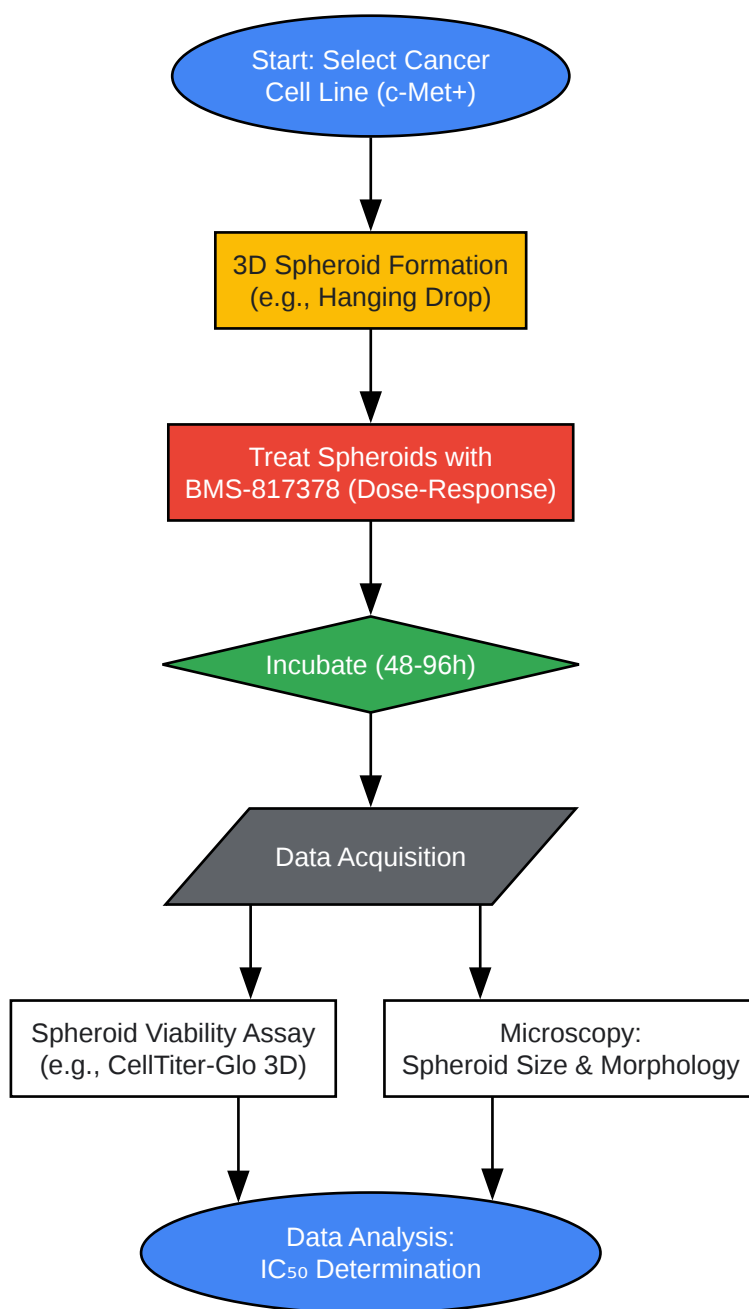 Start: Select Cancer
Cell Line (c-Met+)
3D Spheroid Formation
(e.g., Hanging Drop)
Treat Spheroids with
BMS-817378 (Dose-Response)
Incubate (48-96h)
Data Acquisition
Spheroid Viability Assay
(e.g., CellTiter-Glo 3D)
Microscopy:
Spheroid Size & Morphology
Data Analysis:
IC₅₀ Determination